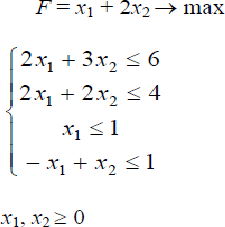 F = x₁ + 2x₂ → max
2x₁ + 3x₂ ≤ 6
2x₁ + 2x₂ ≤ 4
x₁ ≤ 1
− x₁ + x₂ ≤ 1
x₁, x₂ ≥ 0